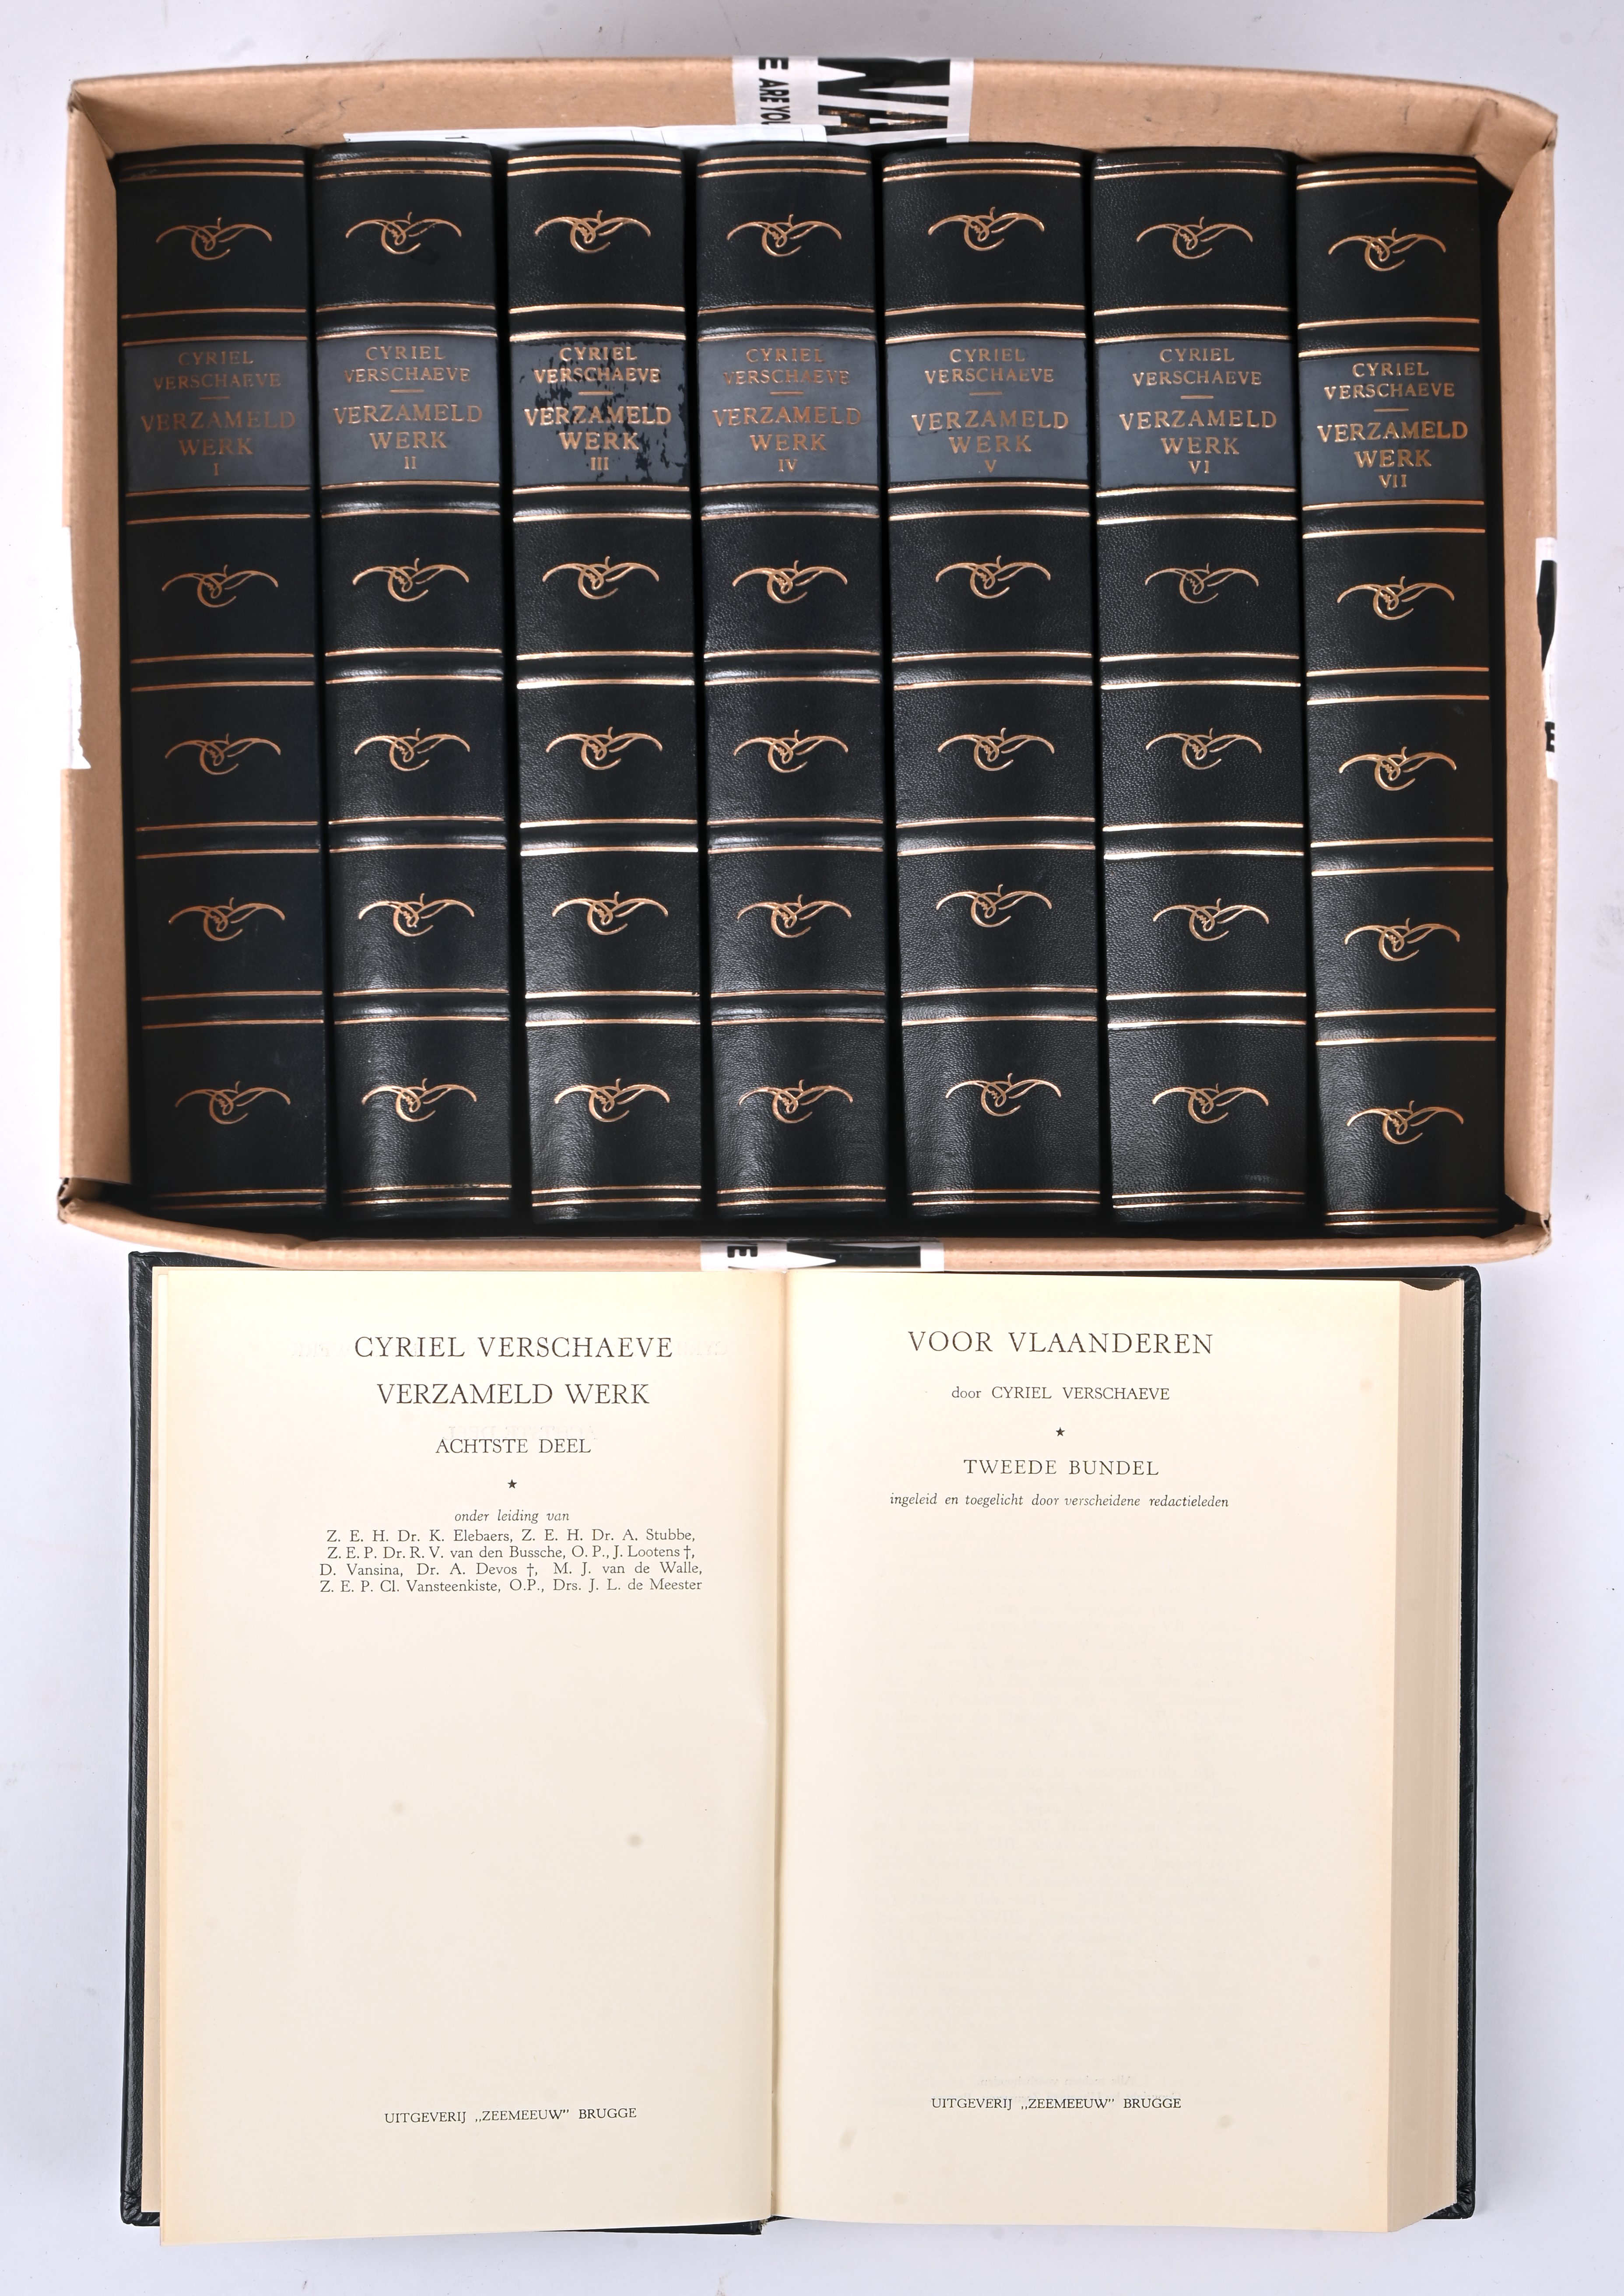 E ARE YOU
CYRIEL
VERSCHAEVE
VERZAMELD
WERK
I
CYRIEL
VERSCHAEVE
VERZAMELD
WERK
II
CYRIEL
VERSCHAEVE
VERZAMELD
WERK
III
CYRIEL
VERSCHAEVE
VERZAMELD
WERK
IV
CYRIEL
VERSCHAEVE
VERZAMELD
WERK
V
CYRIEL
VERSCHAEVE
VERZAMELD
WERK
VI
CYRIEL
VERSCHAEVE
VERZAMELD
WERK
VII
CYRIEL VERSCHAEVE
VERZAMELD WERK
ACHTSTE DEEL
★
onder leiding van
Z. E. H. Dr. K. Elebaers, Z. E. H. Dr. A. Stubbe,
Z. E. P. Dr. R. V. van den Bussche, O. P., J. Lootens †,
D. Vansina, Dr. A. Devos †, M. J. van de Walle,
Z. E. P. Cl. Vansteenkiste, O.P., Drs. J. L. de Meester
UITGEVERIJ „ZEEMEEUW" BRUGGE
VOOR VLAANDEREN
door CYRIEL VERSCHAEVE
★
TWEEDE BUNDEL
ingeleid en toegelicht door verscheidene redactieleden
UITGEVERIJ „ZEEMEEUW" BRUGGE